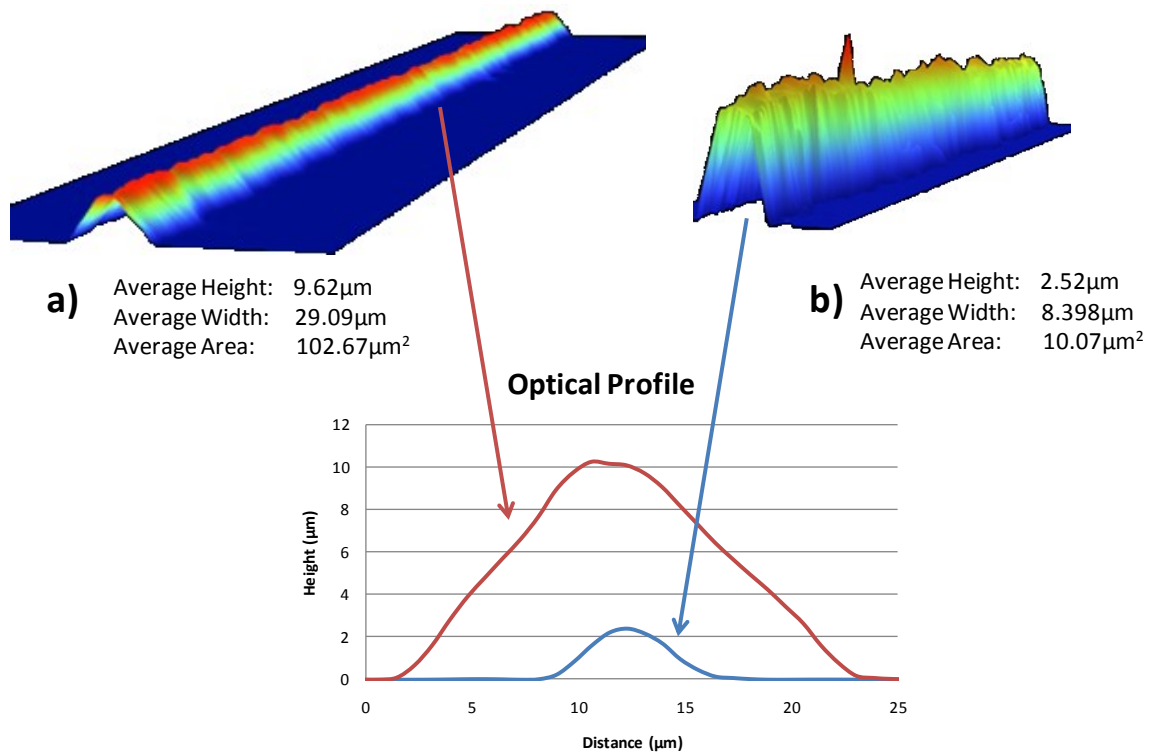 a)
Average Height: 9.62µm
Average Width: 29.09µm
Average Area: 102.67µm²
b)
Average Height: 2.52µm
Average Width: 8.398µm
Average Area: 10.07µm²
Optical Profile
Height (µm)
12
10
8
6
4
2
0
0 5 10 15 20 25
Distance (µm)